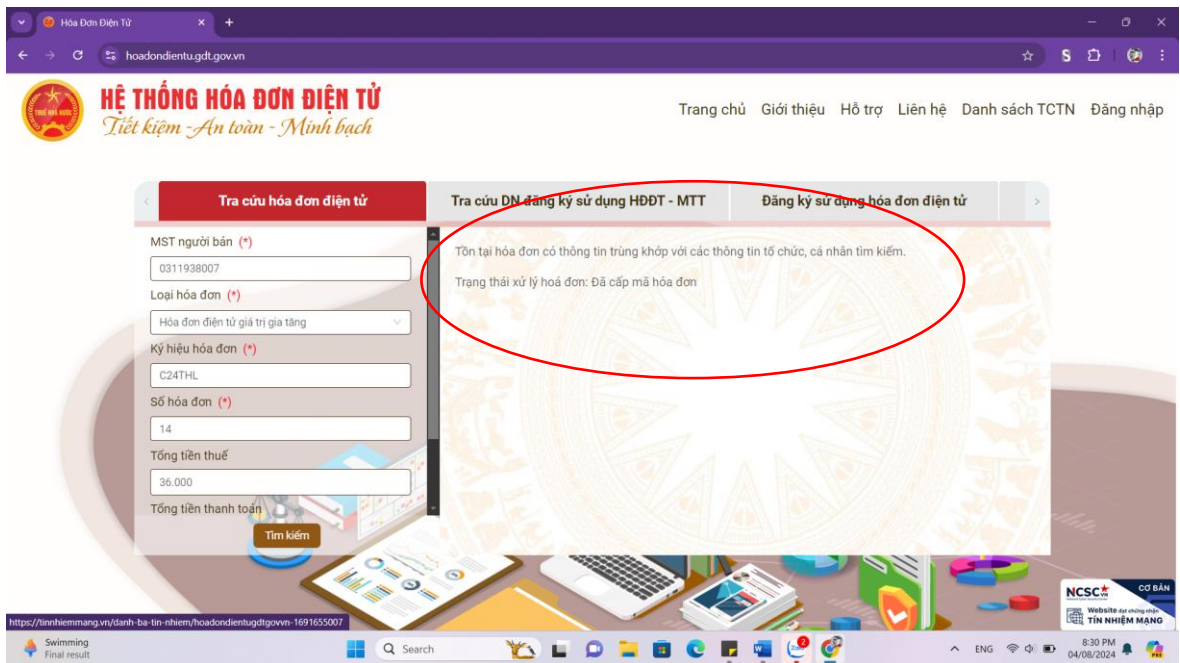 Hóa Đơn Điện Tử
hoadondientu.gdt.gov.vn
HỆ THỐNG HÓA ĐƠN ĐIỆN TỬ
Tiết kiệm - An toàn - Minh bạch
Trang chủ Giới thiệu Hỗ trợ Liên hệ Danh sách TCTN Đăng nhập
Tra cứu hóa đơn điện tử
Tra cứu DN đăng ký sử dụng HĐĐT - MTT
Đăng ký sử dụng hóa đơn điện tử
MST người bán (*)
0311938007
Loại hóa đơn (*)
Hóa đơn điện tử giá trị gia tăng
Ký hiệu hóa đơn (*)
C24THL
Số hóa đơn (*)
14
Tổng tiền thuế
36.000
Tổng tiền thanh toán
Tìm kiếm
Tồn tại hóa đơn có thông tin trùng khớp với các thông tin tổ chức, cá nhân tìm kiếm.
Trạng thái xử lý hoá đơn: Đã cấp mã hóa đơn
NCSC.VN
CƠ BẢN
Website đạt chứng nhận
TÍN NHIỆM MẠNG
https://tinnhiemmang.vn/danh-ba-tin-nhiem/hoadondientugdtgovvn-1691655007
Swimming
Final result
Search
ENG
8:30 PM
04/08/2024